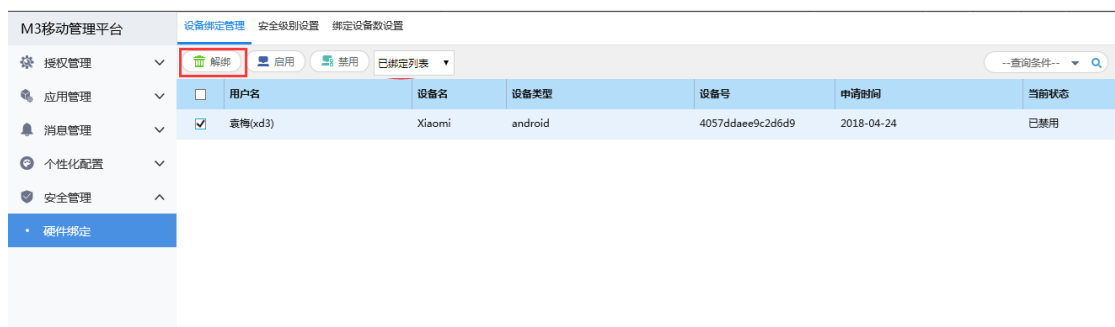 M3移动管理平台
设备绑定管理 安全级别设置 绑定设备数设置
授权管理
应用管理
消息管理
个性化配置
安全管理
硬件绑定
解绑 启用 禁用 已绑定列表 --查询条件--
用户名 设备名 设备类型 设备号 申请时间 当前状态
袁梅(xd3) Xiaomi android 4057ddaee9c2d6d9 2018-04-24 已禁用